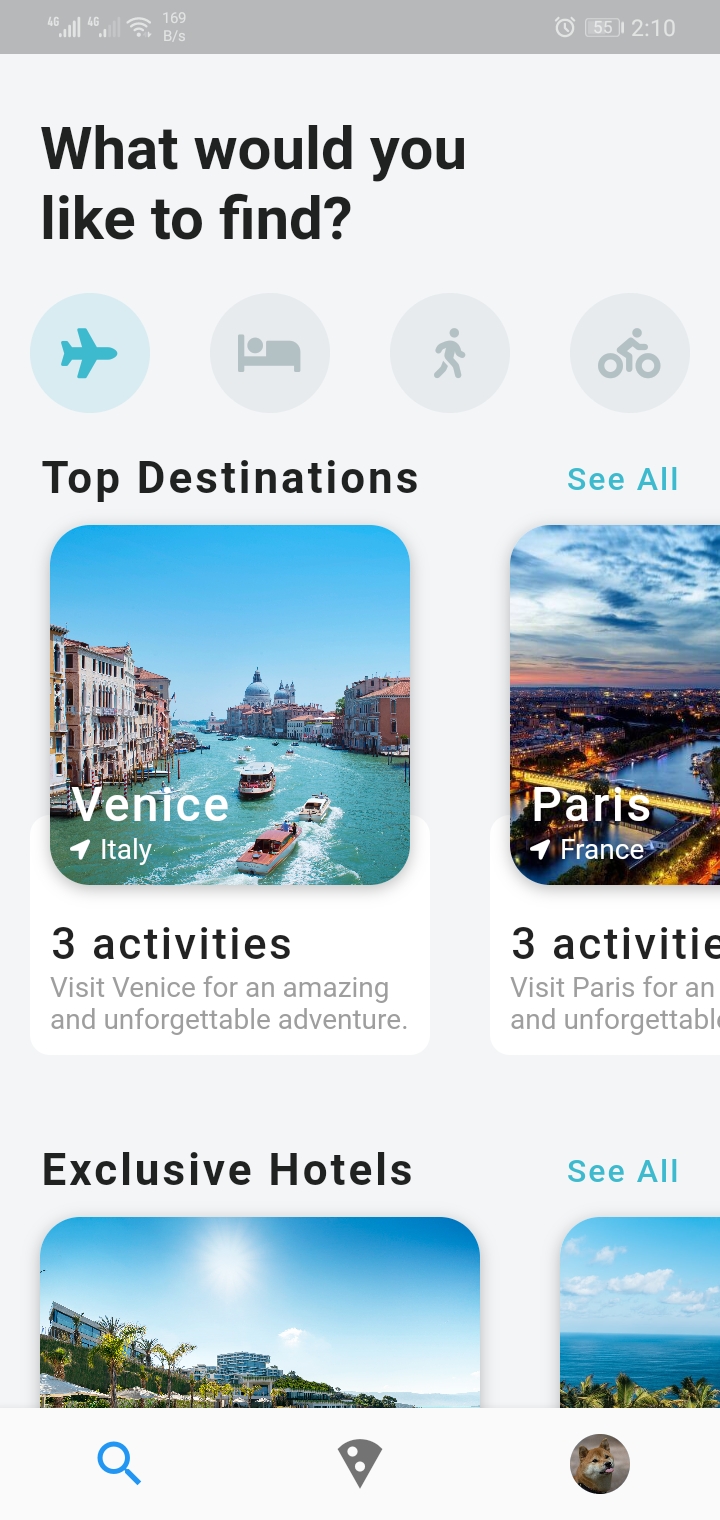 4G 4G 169 B/s 55 2:10
What would you
like to find?
Top Destinations See All
Venice Paris
Italy France
3 activities 3 activitie
Visit Venice for an amazing Visit Paris for an
and unforgettable adventure. and unforgettabl
Exclusive Hotels See All